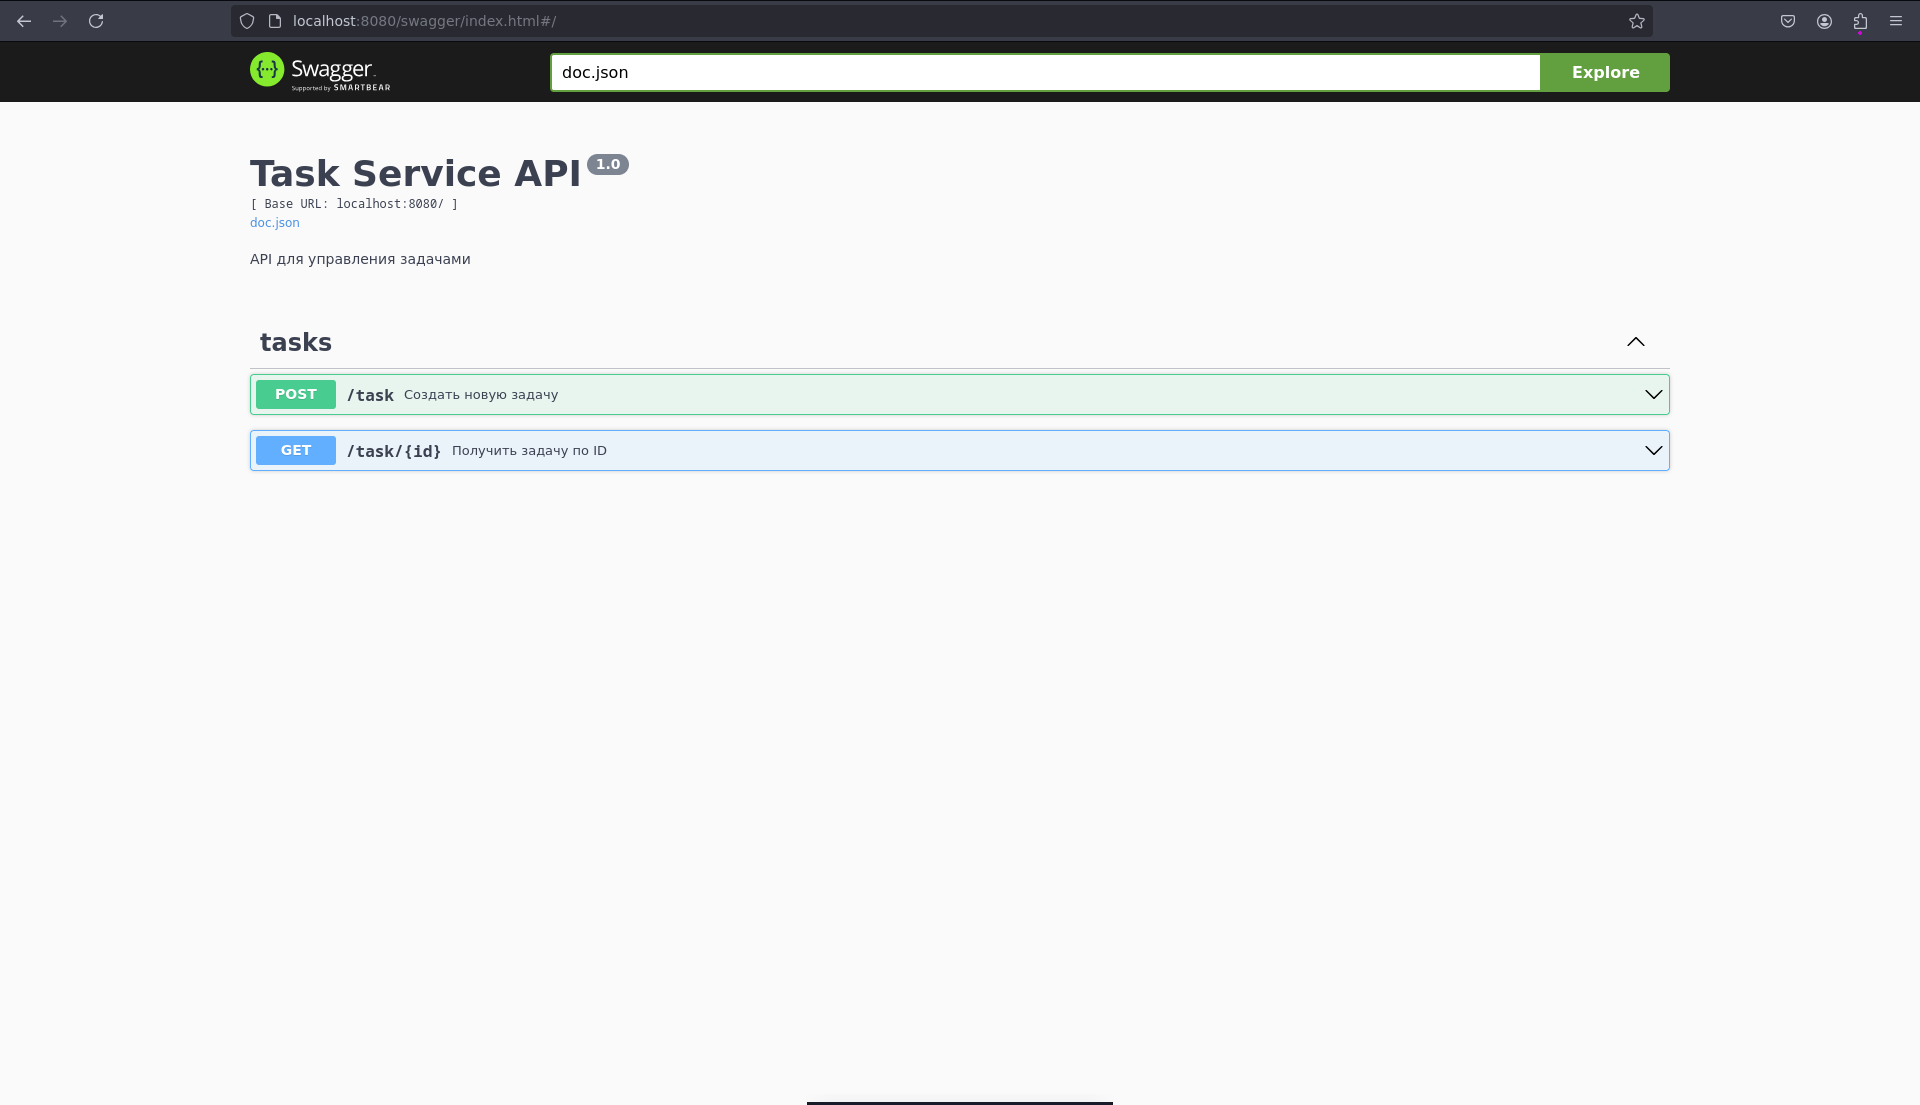 localhost:8080/swagger/index.html#/
Swagger
Supported by SMARTBEAR
doc.json
Explore
Task Service API 1.0
[ Base URL: localhost:8080/ ]
doc.json
API для управления задачами
tasks
POST /task Создать новую задачу
GET /task/{id} Получить задачу по ID